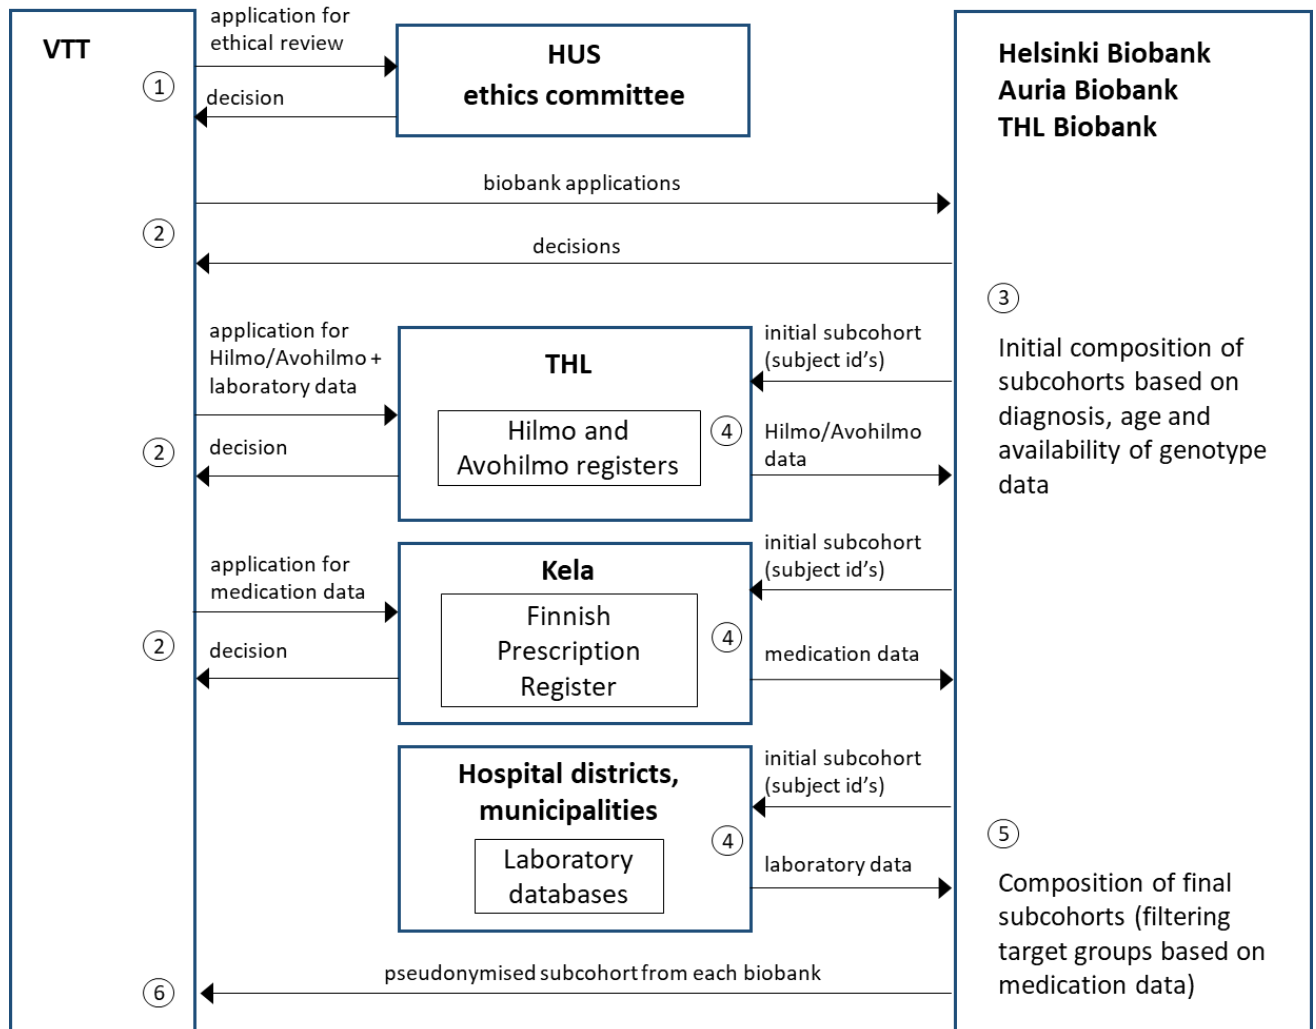 VTT
application for
ethical review
1
decision
HUS
ethics committee
Helsinki Biobank
Auria Biobank
THL Biobank
biobank applications
2
decisions
application for
Hilmo/Avohilmo +
laboratory data
2
decision
THL
Hilmo and
Avohilmo registers
4
initial subcohort
(subject id's)
Hilmo/Avohilmo
data
3
Initial composition of
subcohorts based on
diagnosis, age and
availability of genotype
data
application for
medication data
2
decision
Kela
Finnish
Prescription
Register
4
initial subcohort
(subject id's)
medication data
Hospital districts,
municipalities
Laboratory
databases
4
initial subcohort
(subject id's)
laboratory data
5
Composition of final
subcohorts (filtering
target groups based on
medication data)
6
pseudonymised subcohort from each biobank